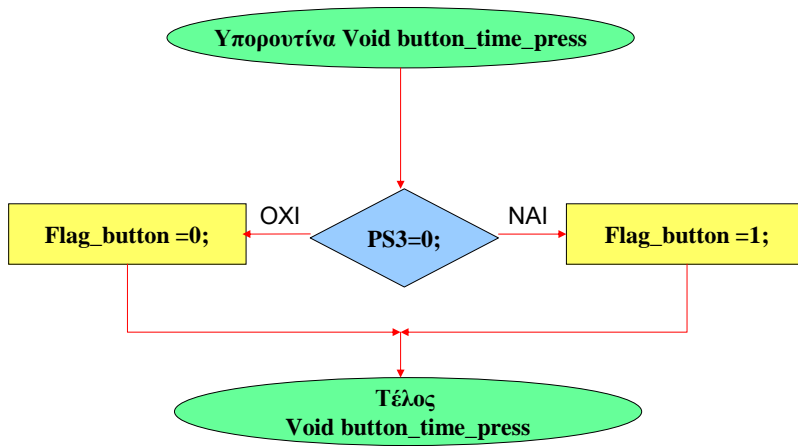 Υπορουτίνα Void button_time_press
ΟΧΙ
ΝΑΙ
Flag_button =0;
PS3=0;
Flag_button =1;
Τέλος
Void button_time_press